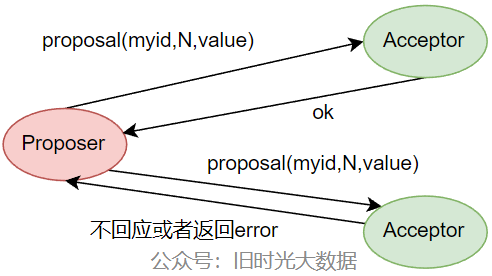 proposal(myid,N,value)
Acceptor
ok
Proposer
proposal(myid,N,value)
不回应或者返回error
Acceptor
公众号：旧时光大数据